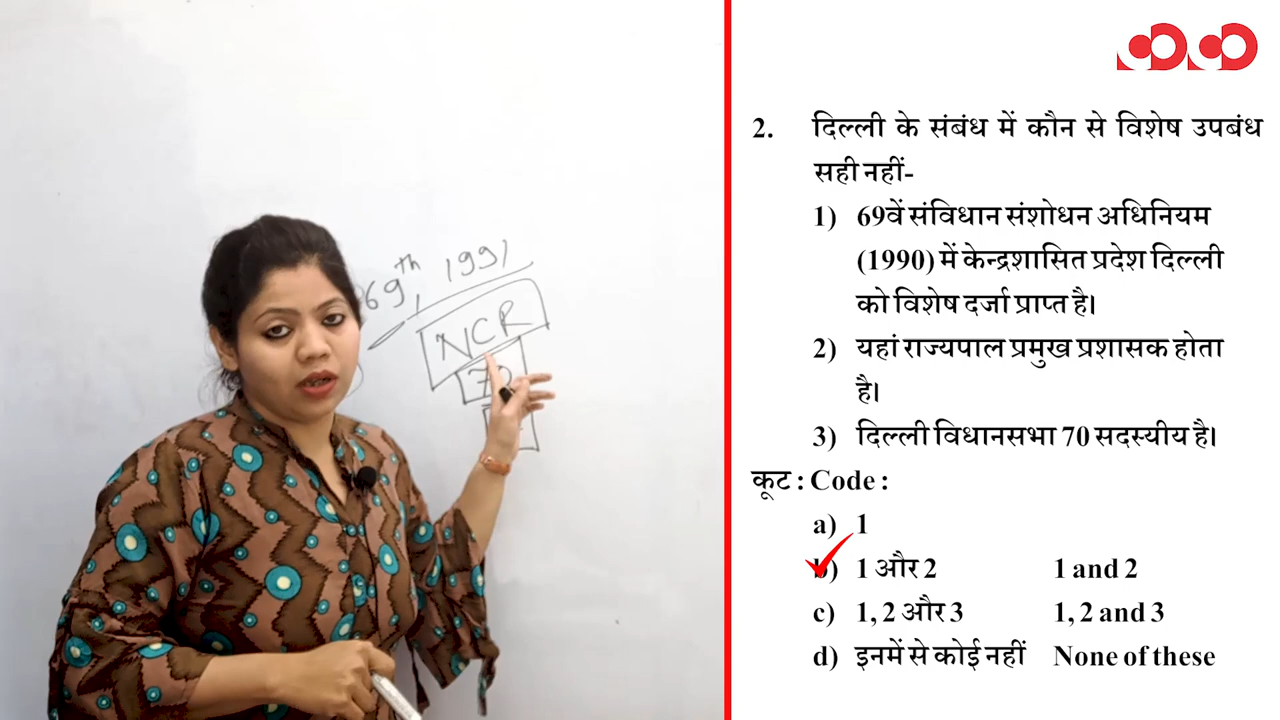 69th, 1991
NCR
70
2. दिल्ली के संबंध में कौन से विशेष उपबंध
सही नहीं-
1) 69वें संविधान संशोधन अधिनियम
(1990) में केन्द्रशासित प्रदेश दिल्ली
को विशेष दर्जा प्राप्त है।
2) यहां राज्यपाल प्रमुख प्रशासक होता
है।
3) दिल्ली विधानसभा 70 सदस्यीय है।
कूट : Code :
a) 1
b) 1 और 2 1 and 2
c) 1, 2 और 3 1, 2 and 3
d) इनमें से कोई नहीं None of these